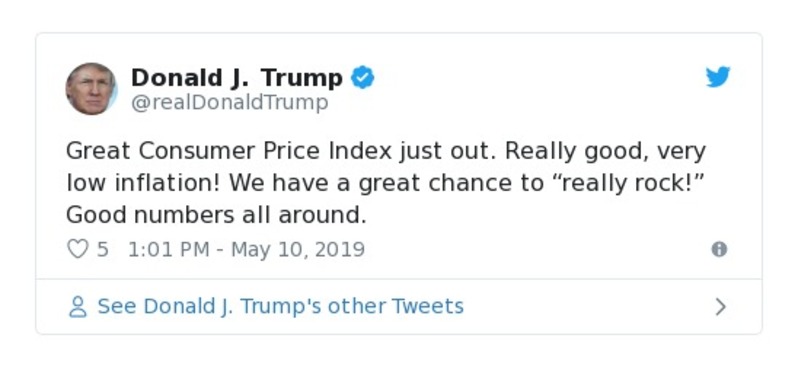 Donald J. Trump
@realDonaldTrump
Great Consumer Price Index just out. Really good, very
low inflation! We have a great chance to “really rock!”
Good numbers all around.
5 1:01 PM - May 10, 2019
See Donald J. Trump's other Tweets